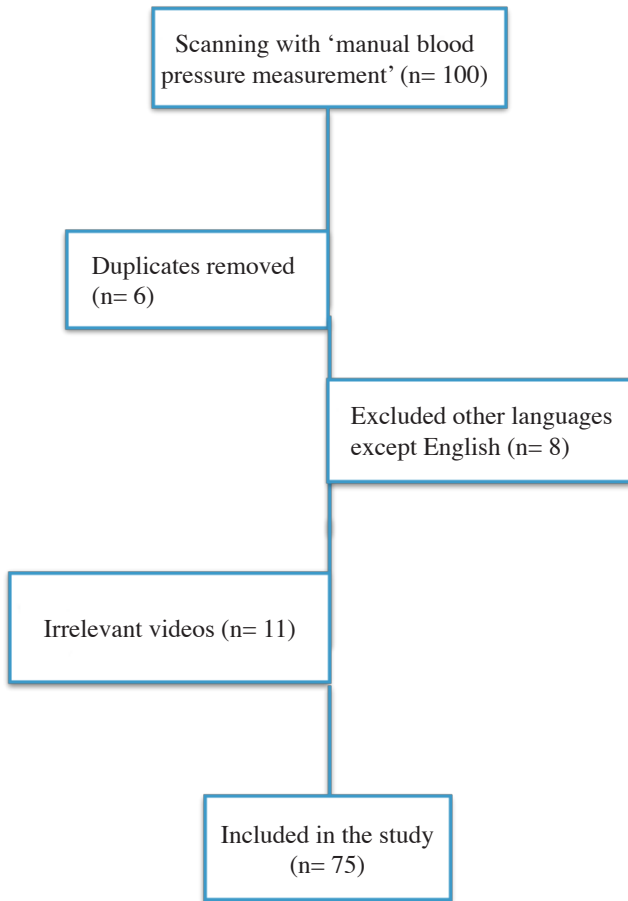 Scanning with ‘manual blood
pressure measurement’ (n= 100)
Duplicates removed
(n= 6)
Excluded other languages
except English (n= 8)
Irrelevant videos (n= 11)
Included in the study
(n= 75)